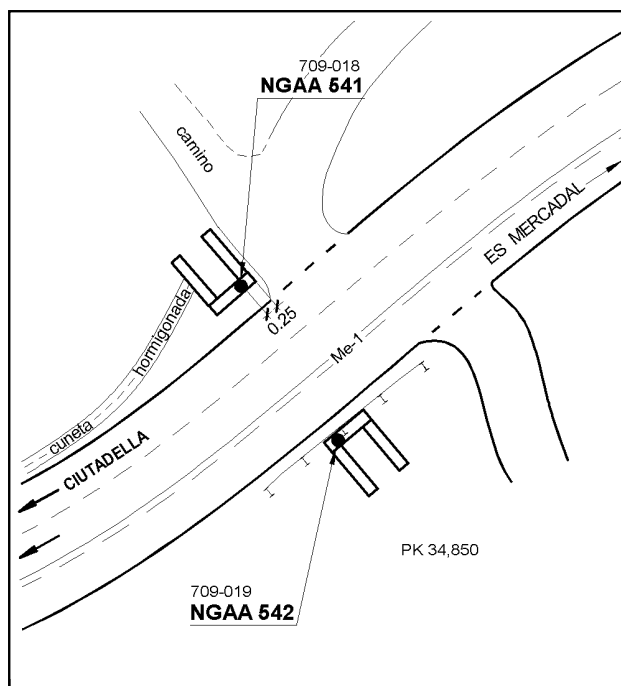 709-018
NGAA 541
camino
ES MERCADAL
hormigonada
0.25
Me-1
cuneta
CIUTADELLA
PK 34,850
709-019
NGAA 542